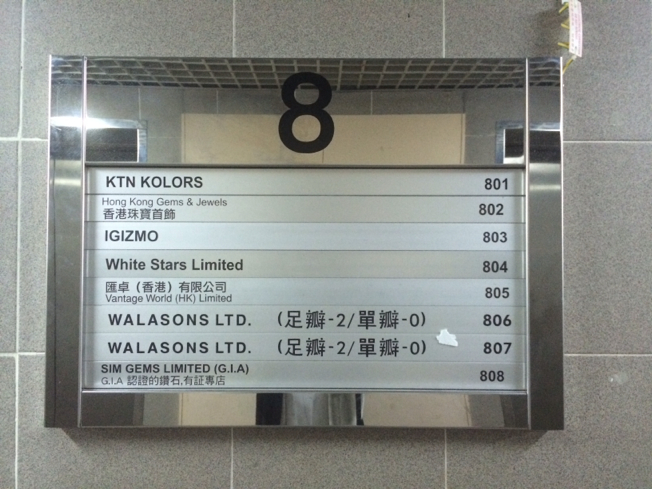 8
KTN KOLORS 801
Hong Kong Gems & Jewels
香港珠寶首飾 802
IGIZMO 803
White Stars Limited 804
匯卓（香港）有限公司
Vantage World (HK) Limited 805
WALASONS LTD. (足瓣-2/單瓣-0) 806
WALASONS LTD. (足瓣-2/單瓣-0) 807
SIM GEMS LIMITED (G.I.A)
G.I.A 認證的鑽石,有証專店 808